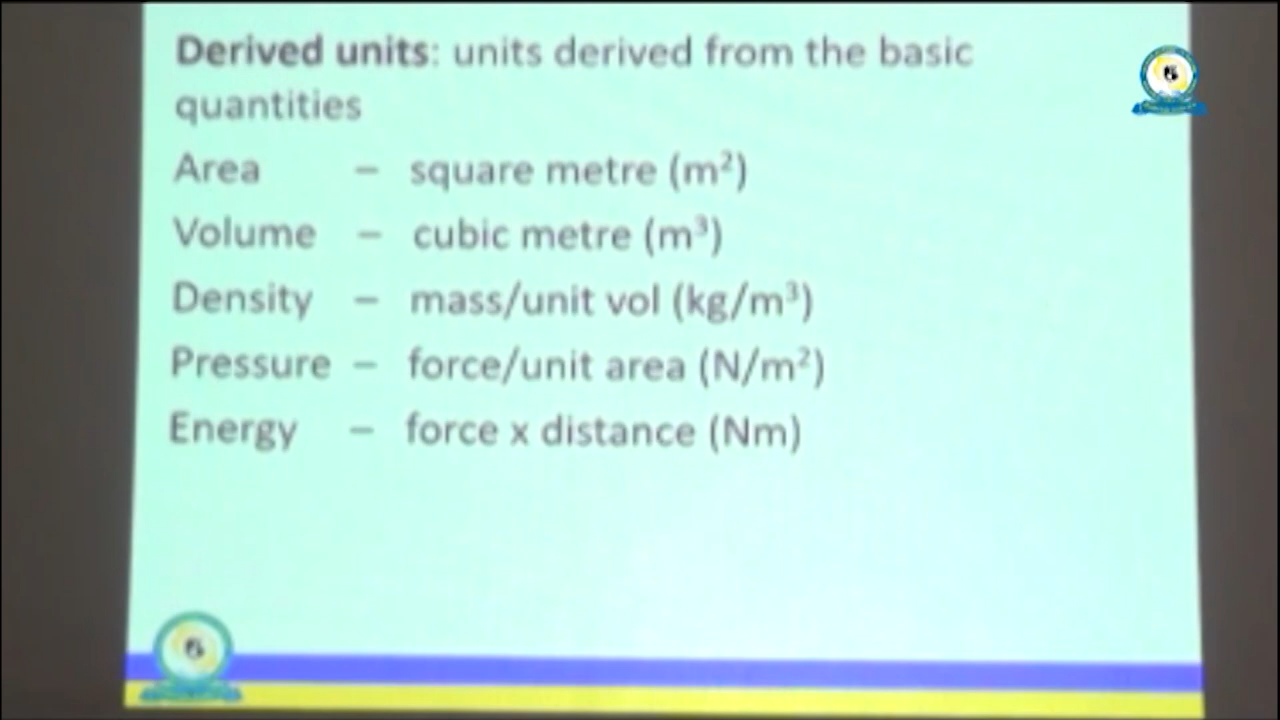 Derived units: units derived from the basic
quantities
Area – square metre (m²)
Volume – cubic metre (m³)
Density – mass/unit vol (kg/m³)
Pressure – force/unit area (N/m²)
Energy – force x distance (Nm)